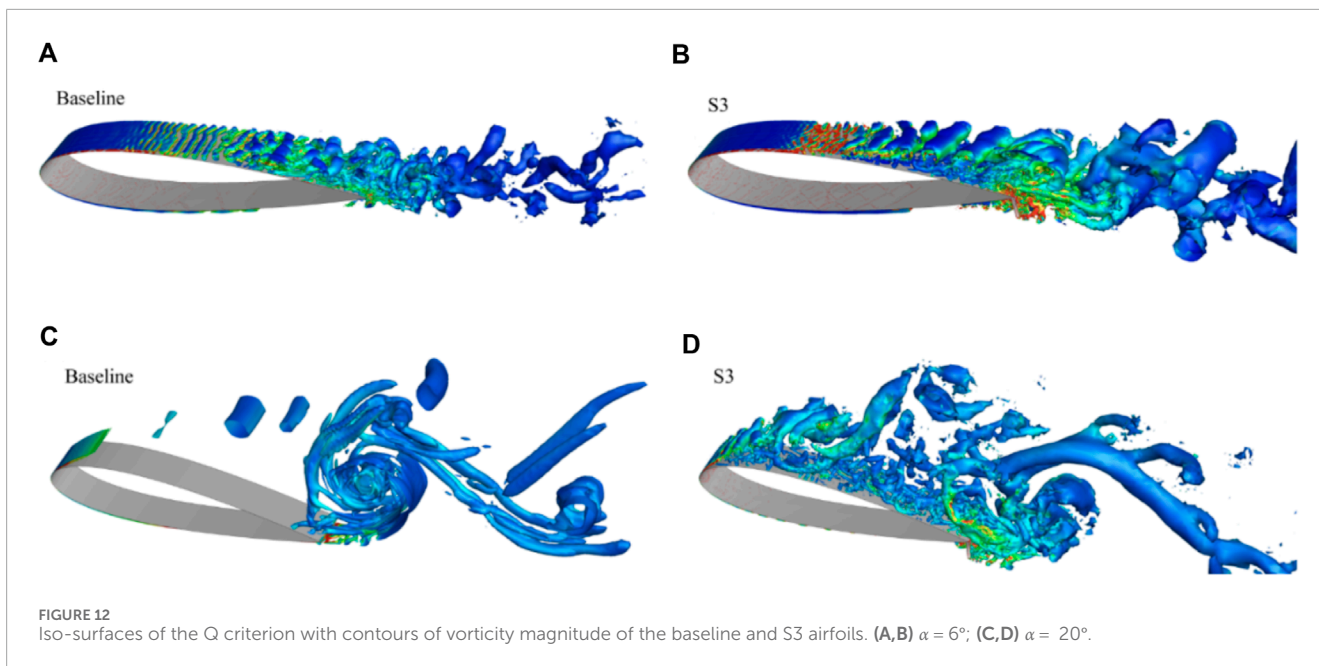 A
Baseline
B
S3
C
Baseline
D
S3
FIGURE 12
Iso-surfaces of the Q criterion with contours of vorticity magnitude of the baseline and S3 airfoils. (A,B) α = 6°; (C,D) α = 20°.